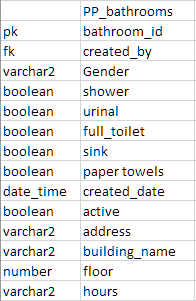 PP_bathrooms
pk bathroom_id
fk created_by
varchar2 Gender
boolean shower
boolean urinal
boolean full_toilet
boolean sink
boolean paper towels
date_time created_date
boolean active
varchar2 address
varchar2 building_name
number floor
varchar2 hours